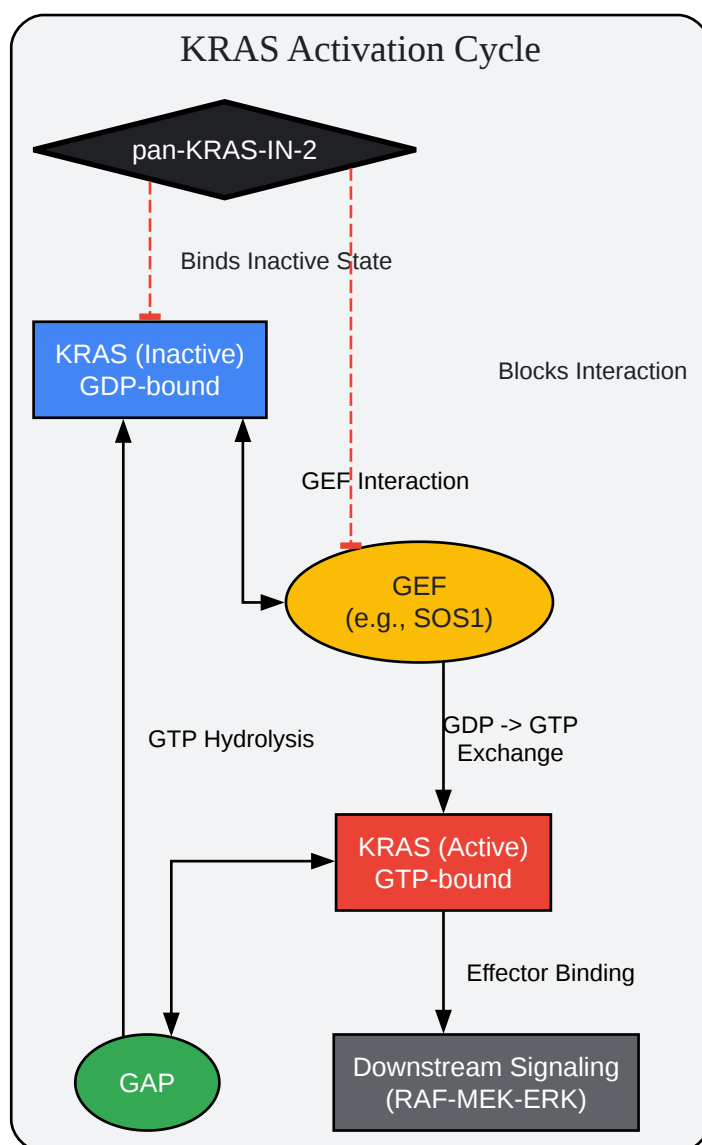 KRAS Activation Cycle
pan-KRAS-IN-2
Binds Inactive State
KRAS (Inactive)
GDP-bound
Blocks Interaction
GEF Interaction
GEF
(e.g., SOS1)
GTP Hydrolysis
GDP -> GTP
Exchange
KRAS (Active)
GTP-bound
Effector Binding
GAP
Downstream Signaling
(RAF-MEK-ERK)